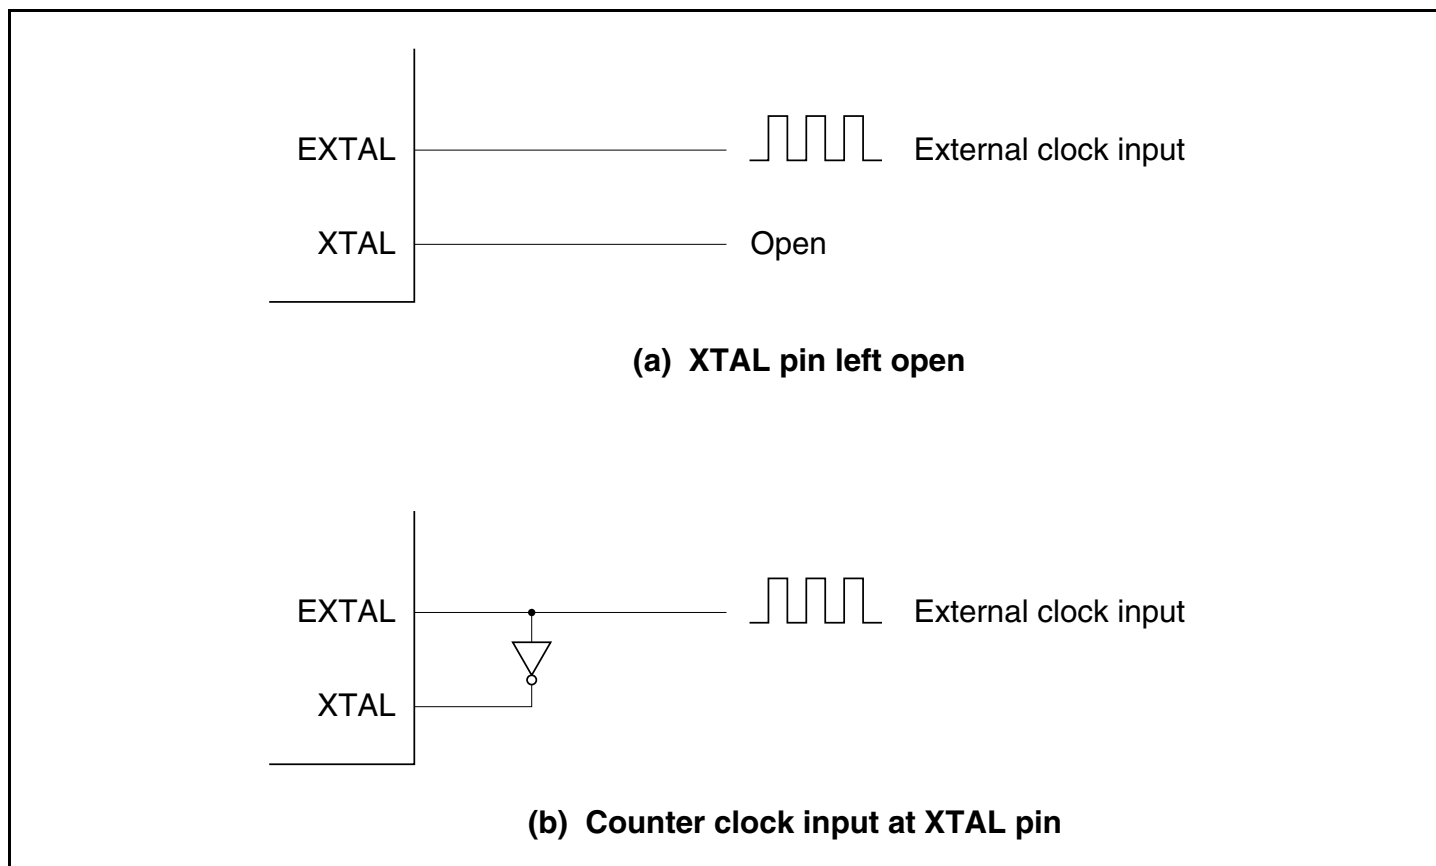 EXTAL External clock input
XTAL Open
(a) XTAL pin left open
EXTAL External clock input
XTAL
(b) Counter clock input at XTAL pin